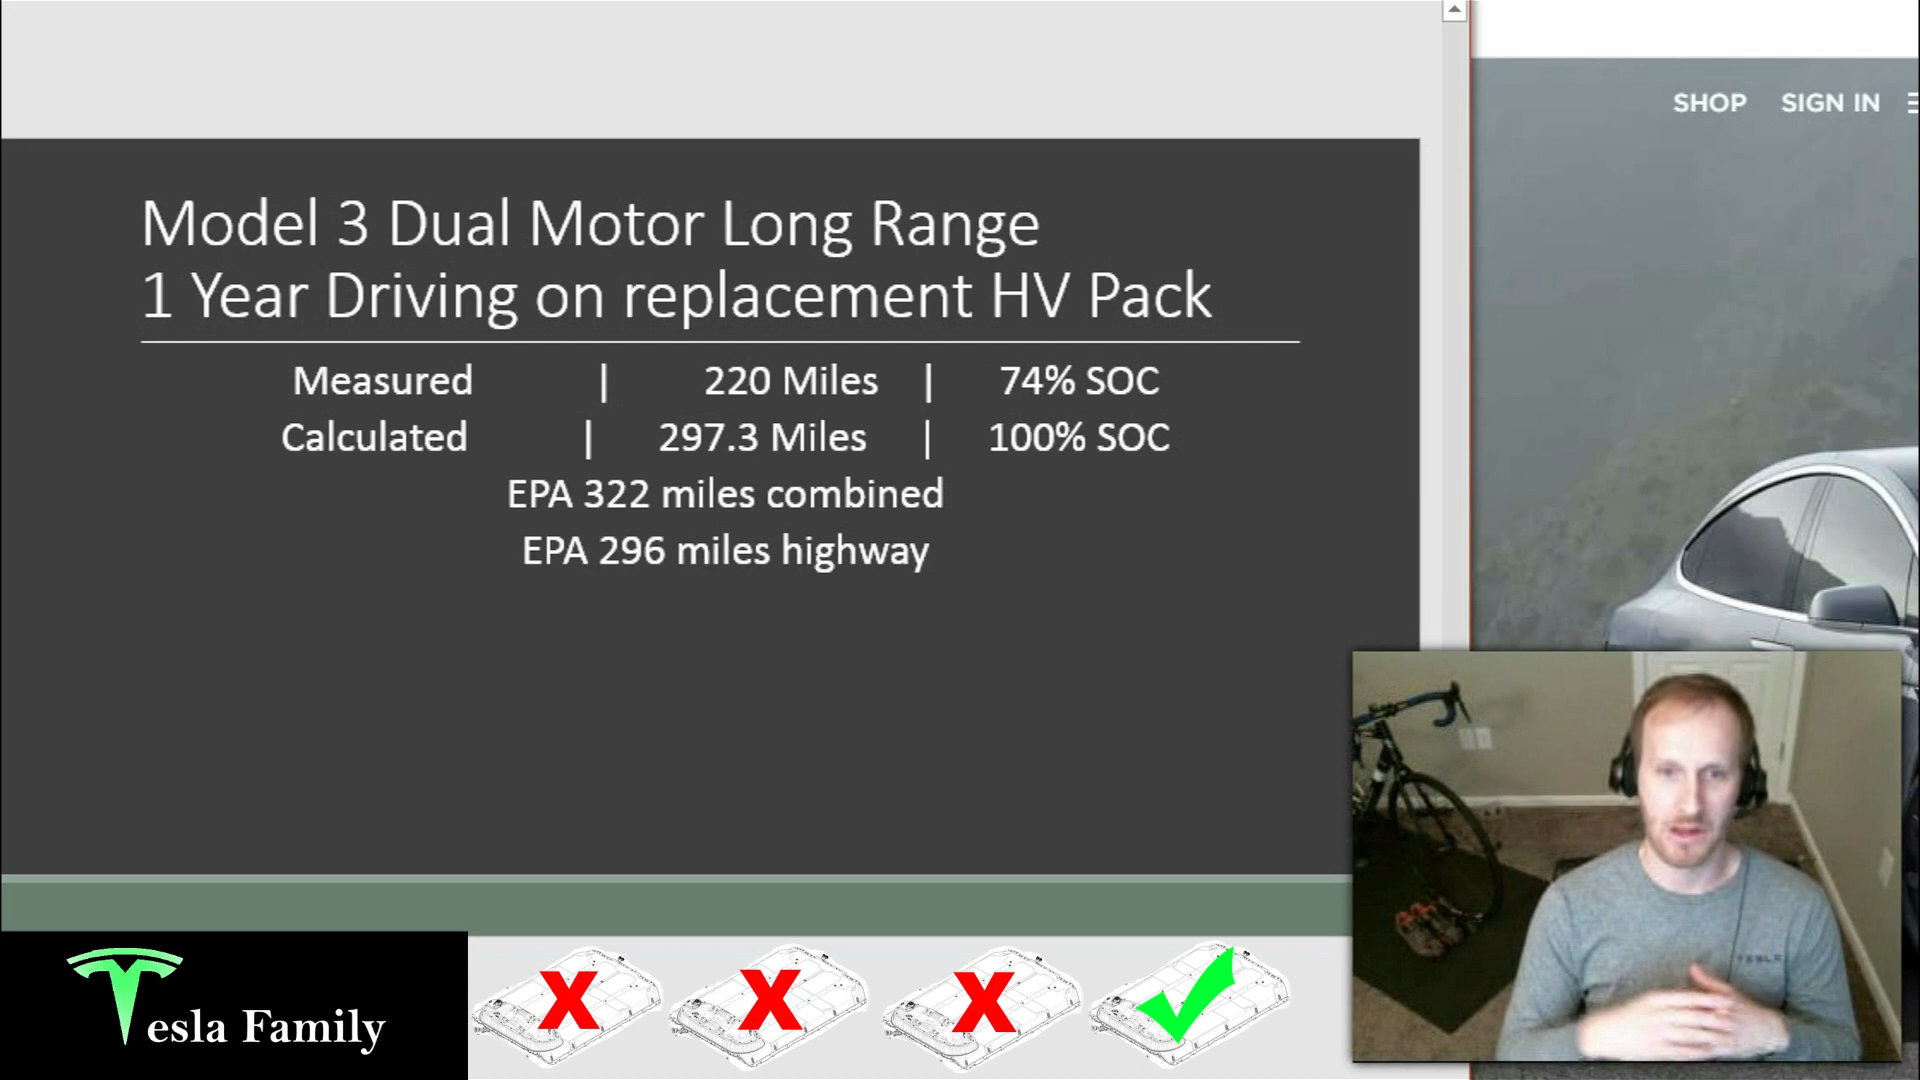 SHOP SIGN IN
Model 3 Dual Motor Long Range
1 Year Driving on replacement HV Pack
Measured | 220 Miles | 74% SOC
Calculated | 297.3 Miles | 100% SOC
EPA 322 miles combined
EPA 296 miles highway
TESLA
Tesla Family
X X X